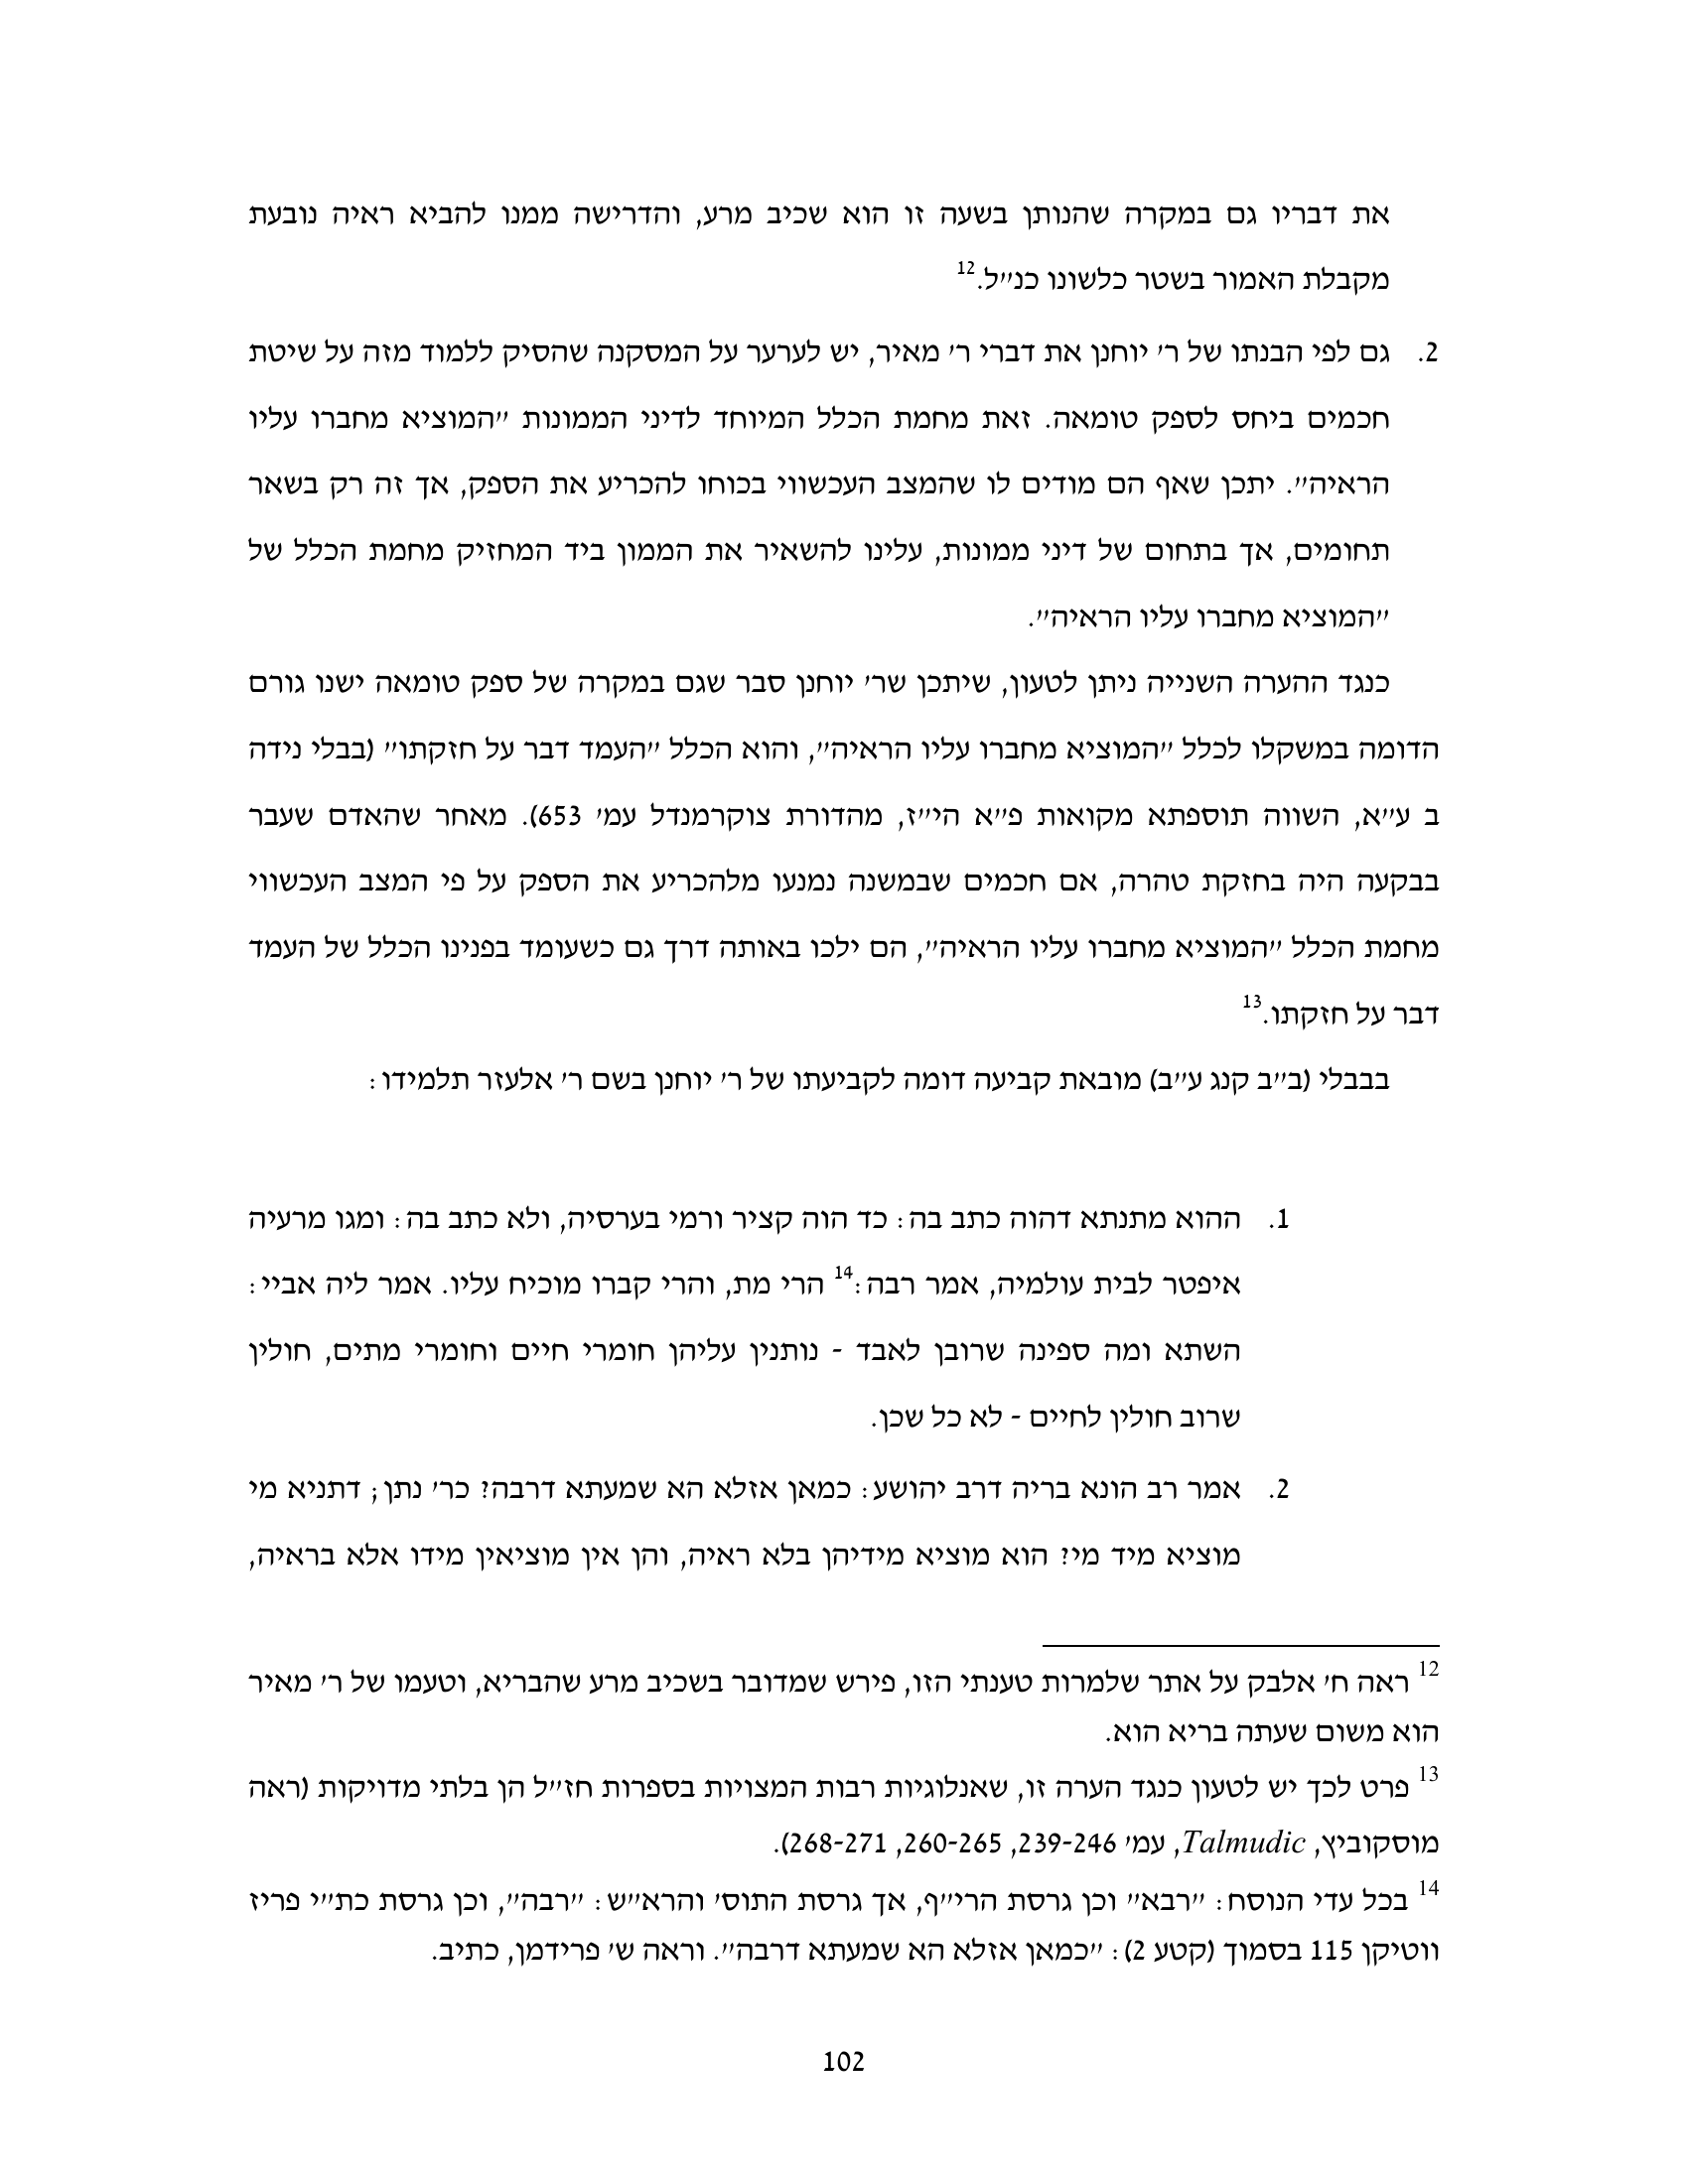 את דבריו גם במקרה שהנותן בשעה זו הוא שכיב מרע, והדרישה ממנו להביא ראיה נובעת
מקבלת האמור בשטר כלשונו כנ״ל.12
2. גם לפי הבנתו של ר׳ יוחנן את דברי ר׳ מאיר, יש לערער על המסקנה שהסיק ללמוד מזה על שיטת
חכמים ביחס לספק טומאה. זאת מחמת הכלל המיוחד לדיני הממונות ״המוציא מחברו עליו
הראיה״. יתכן שאף הם מודים לו שהמצב העכשווי בכוחו להכריע את הספק, אך זה רק בשאר
תחומים, אך בתחום של דיני ממונות, עלינו להשאיר את הממון ביד המחזיק מחמת הכלל של
״המוציא מחברו עליו הראיה״.
כנגד ההערה השנייה ניתן לטעון, שיתכן שר׳ יוחנן סבר שגם במקרה של ספק טומאה ישנו גורם
הדומה במשקלו לכלל ״המוציא מחברו עליו הראיה״, והוא הכלל ״העמד דבר על חזקתו״ (בבלי נידה
ב ע״א, השווה תוספתא מקואות פ״א הי״ז, מהדורת צוקרמנדל עמ׳ 653). מאחר שהאדם שעבר
בבקעה היה בחזקת טהרה, אם חכמים שבמשנה נמנעו מלהכריע את הספק על פי המצב העכשווי
מחמת הכלל ״המוציא מחברו עליו הראיה״, הם ילכו באותה דרך גם כשעומד בפנינו הכלל של העמד
דבר על חזקתו.13
בבבלי (ב״ב קנג ע״ב) מובאת קביעה דומה לקביעתו של ר׳ יוחנן בשם ר׳ אלעזר תלמידו:
1. ההוא מתנתא דהוה כתב בה: כד הוה קציר ורמי בערסיה, ולא כתב בה: ומגו מרעיה
איפטר לבית עולמיה, אמר רבה:14 הרי מת, והרי קברו מוכיח עליו. אמר ליה אביי:
השתא ומה ספינה שרובן לאבד - נותנין עליהן חומרי חיים וחומרי מתים, חולין
שרוב חולין לחיים - לא כל שכן.
2. אמר רב הונא בריה דרב יהושע: כמאן אזלא הא שמעתא דרבה? כר׳ נתן; דתניא מי
מוציא מיד מי? הוא מוציא מידיהן בלא ראיה, והן אין מוציאין מידו אלא בראיה,
12 ראה ח׳ אלבק על אתר שלמרות טענתי הזו, פירש שמדובר בשכיב מרע שהבריא, וטעמו של ר׳ מאיר
הוא משום שעתה בריא הוא.
13 פרט לכך יש לטעון כנגד הערה זו, שאנלוגיות רבות המצויות בספרות חז״ל הן בלתי מדויקות (ראה
מוסקוביץ, Talmudic, עמ׳ 239-246, 260-265, 268-271).
14 בכל עדי הנוסח: ״רבא״ וכן גרסת הרי״ף, אך גרסת התוס׳ והרא״ש: ״רבה״, וכן גרסת כת״י פריז
ווטיקן 115 בסמוך (קטע 2): ״כמאן אזלא הא שמעתא דרבה״. וראה ש׳ פרידמן, כתיב.
102